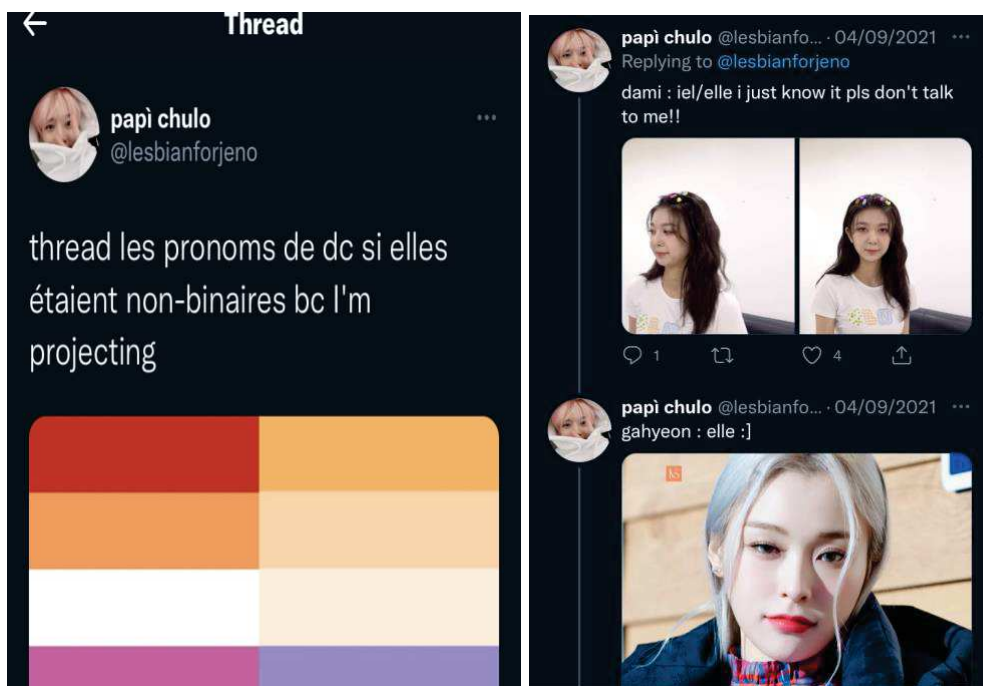 Thread
papì chulo
@lesbianforjeno
thread les pronoms de dc si elles
étaient non-binaires bc I'm
projecting
papì chulo @lesbianfo... · 04/09/2021
Replying to @lesbianforjeno
dami : iel/elle i just know it pls don't talk
to me!!
1
4
papì chulo @lesbianfo... · 04/09/2021
gahyeon : elle :]